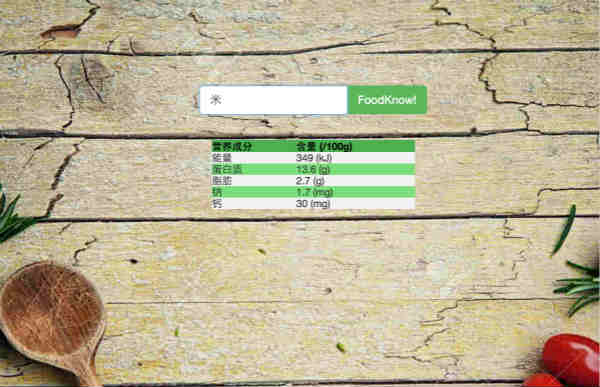 米 FoodKnow!
营养成分 含量 (/100g)
能量 349 (kJ)
蛋白质 13.6 (g)
脂肪 2.7 (g)
钠 1.7 (mg)
钙 30 (mg)